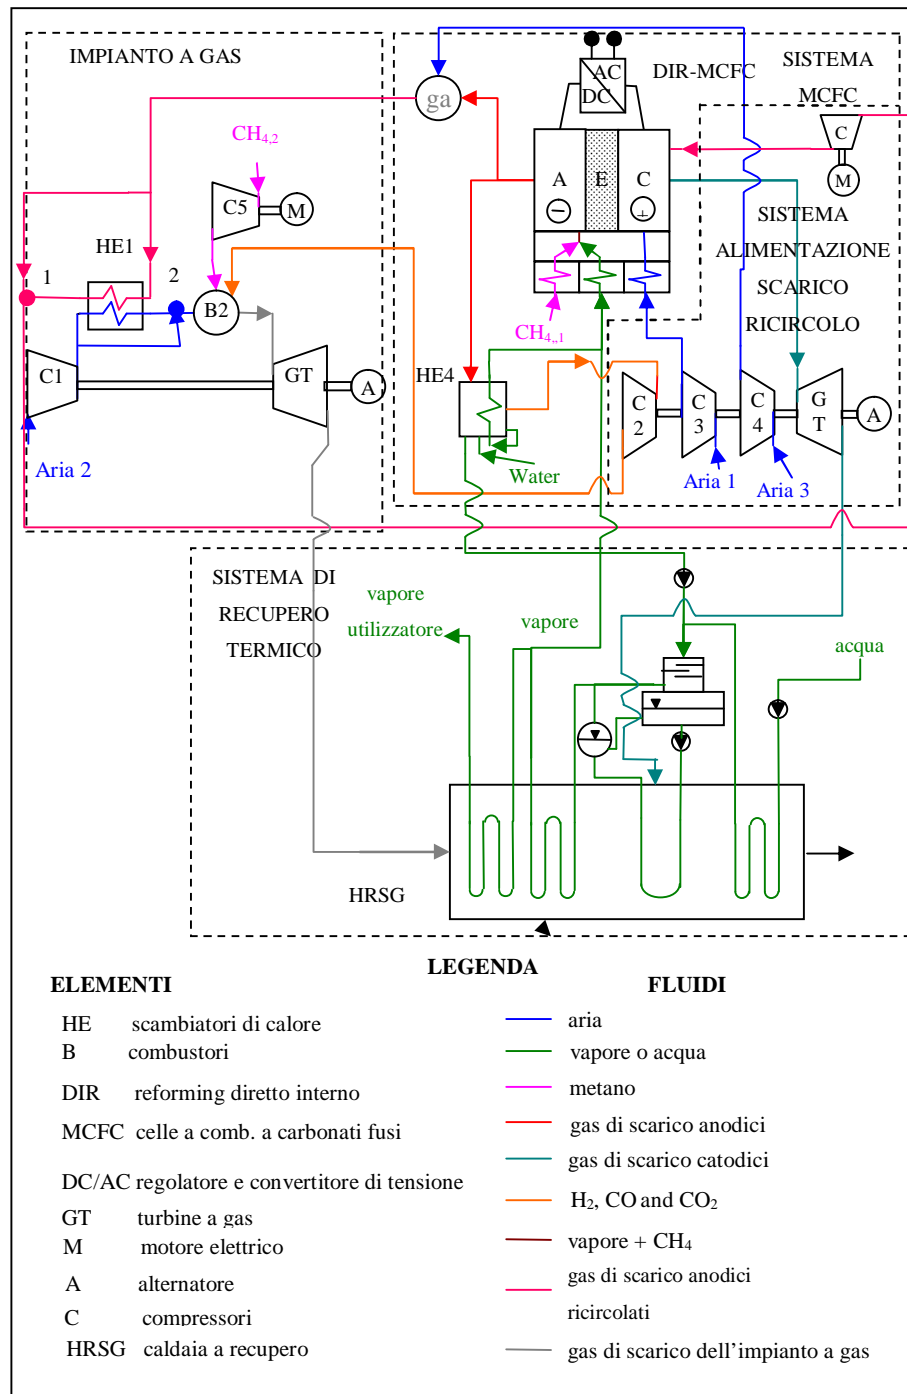 IMPIANTO A GAS
DIR-MCFC
SISTEMA
MCFC
AC
DC
ga
CH4,2
C
M
C5
M
A
E
C
SISTEMA
ALIMENTAZIONE
SCARICO
RICIRCOLO
HE1
1
2
B2
CH4,,1
C1
GT
A
HE4
C
2
C
3
C
4
G
T
A
Water
Aria 1
Aria 3
Aria 2
SISTEMA DI
RECUPERO
TERMICO
vapore
utilizzatore
vapore
acqua
HRSG
LEGENDA
ELEMENTI
HE scambiatori di calore
B combustori
DIR reforming diretto interno
MCFC celle a comb. a carbonati fusi
DC/AC regolatore e convertitore di tensione
GT turbine a gas
M motore elettrico
A alternatore
C compressori
HRSG caldaia a recupero
FLUIDI
aria
vapore o acqua
metano
gas di scarico anodici
gas di scarico catodici
H2, CO and CO2
vapore + CH4
gas di scarico anodici
ricircolati
gas di scarico dell'impianto a gas